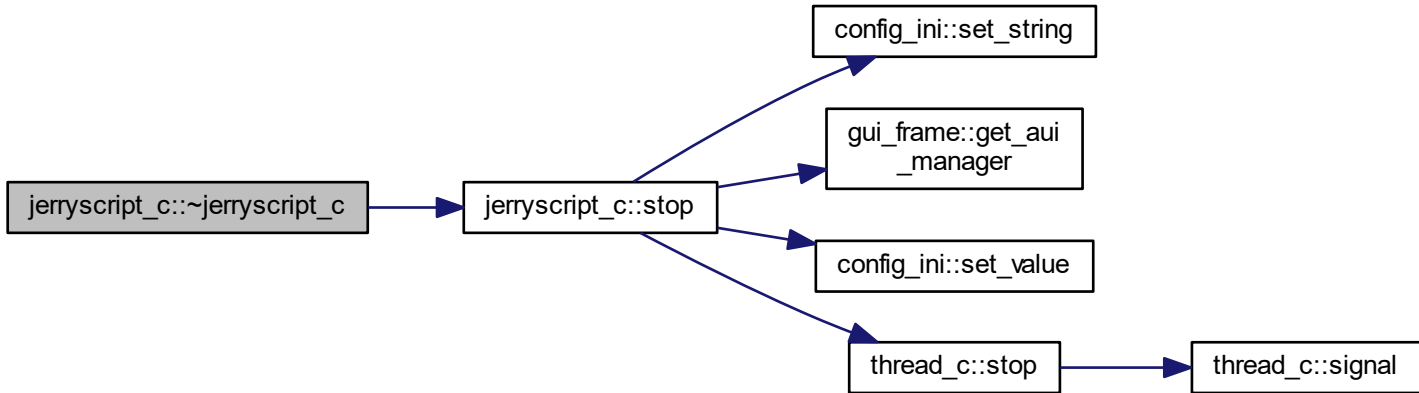 config_ini::set_string
gui_frame::get_aui
_manager
jerryscript_c::~jerryscript_c
jerryscript_c::stop
config_ini::set_value
thread_c::stop
thread_c::signal